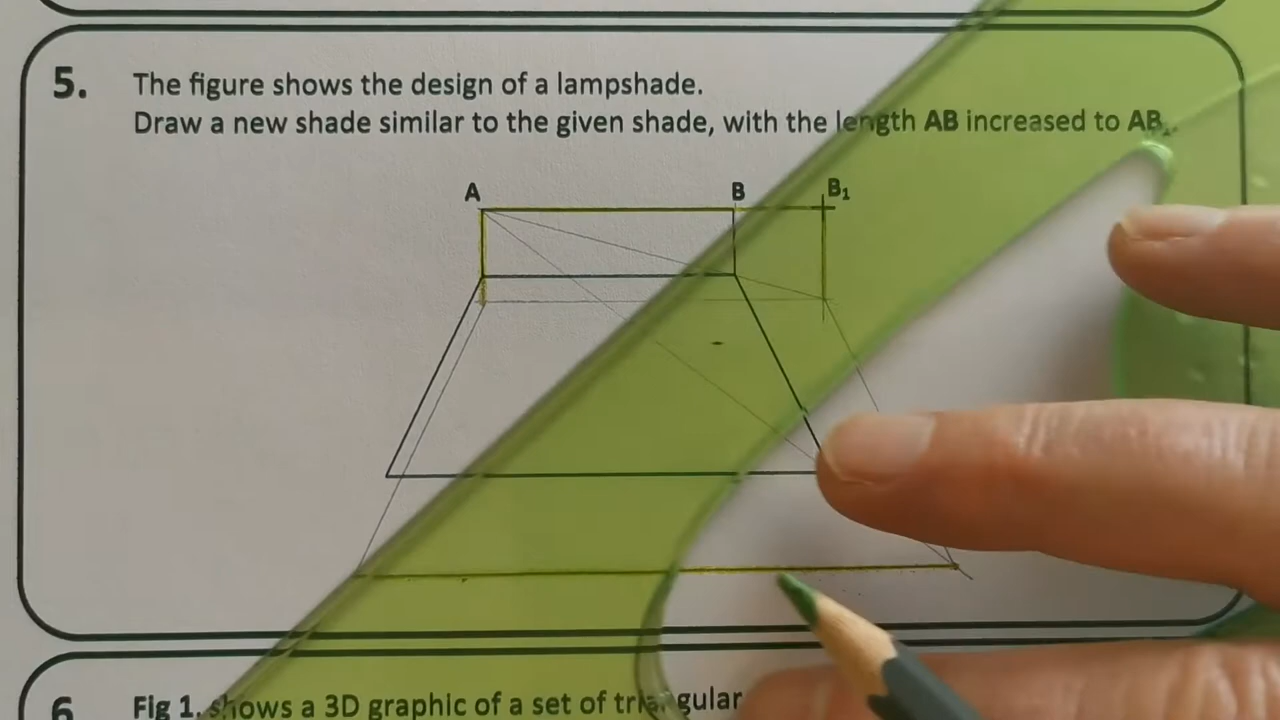 5. The figure shows the design of a lampshade.
Draw a new shade similar to the given shade, with the length AB increased to AB₁.
A B B₁
6 Fig 1. shows a 3D graphic of a set of triangular